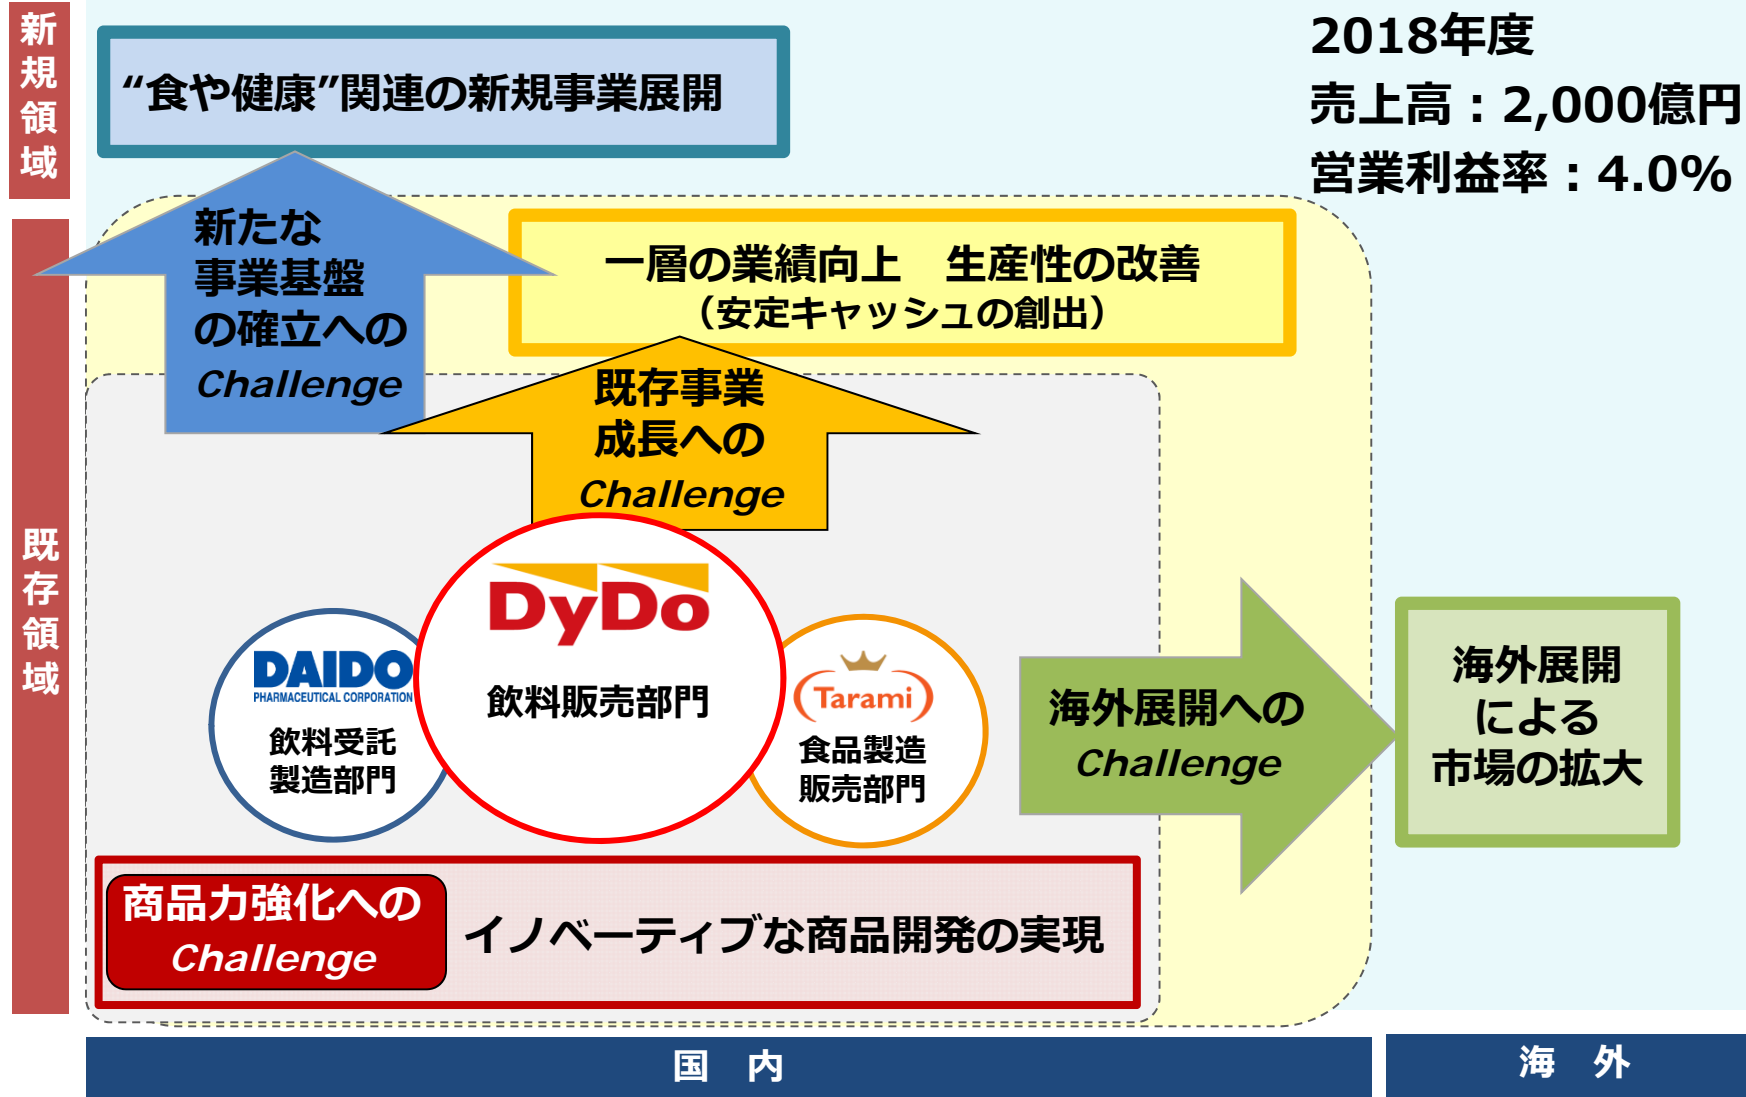 新規領域
“食や健康”関連の新規事業展開
2018年度
売上高：2,000億円
営業利益率：4.0%
新たな
事業基盤
の確立への
Challenge
一層の業績向上　生産性の改善
（安定キャッシュの創出）
既存事業
成長への
Challenge
既存領域
DAIDO
PHARMACEUTICAL CORPORATION
飲料受託
製造部門
DyDo
飲料販売部門
Tarami
食品製造
販売部門
海外展開への
Challenge
海外展開
による
市場の拡大
商品力強化への
Challenge
イノベーティブな商品開発の実現
国　内
海　外